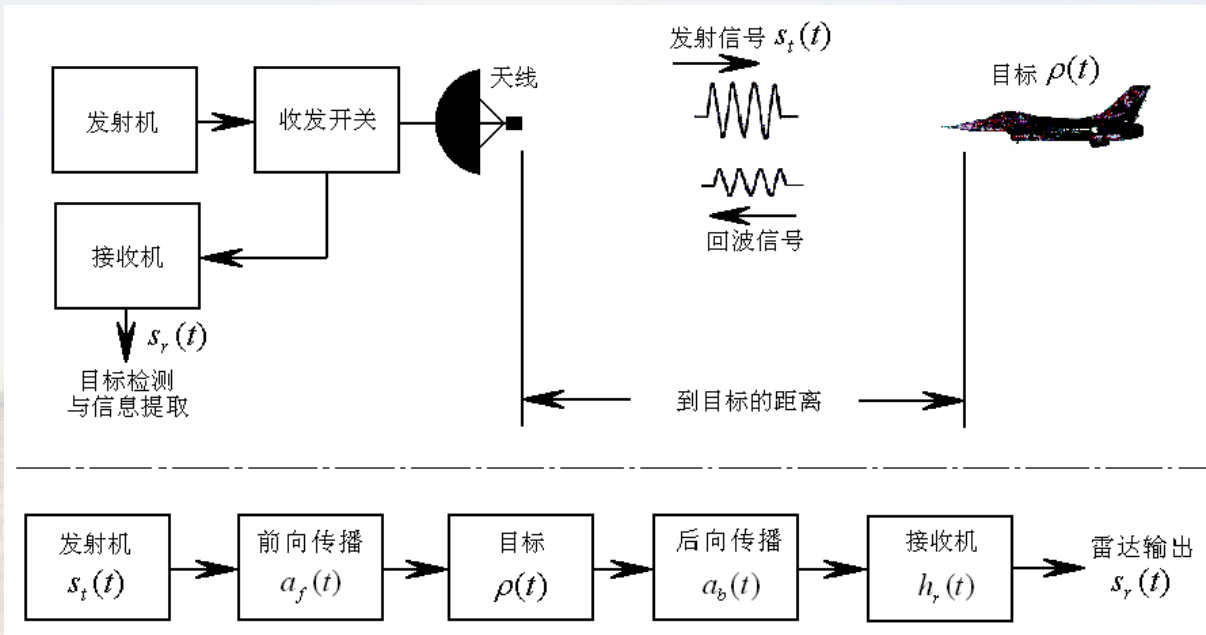 发射信号 s_t(t)
目标 ρ(t)
天线
发射机
收发开关
回波信号
接收机
s_r(t)
目标检测
与信息提取
到目标的距离
发射机
s_t(t)
前向传播
a_f(t)
目标
ρ(t)
后向传播
a_b(t)
接收机
h_r(t)
雷达输出
s_r(t)